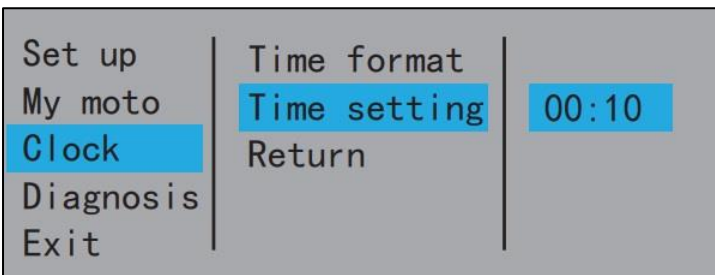 Set up
My moto
Clock
Diagnosis
Exit
Time format
Time setting
Return
00:10